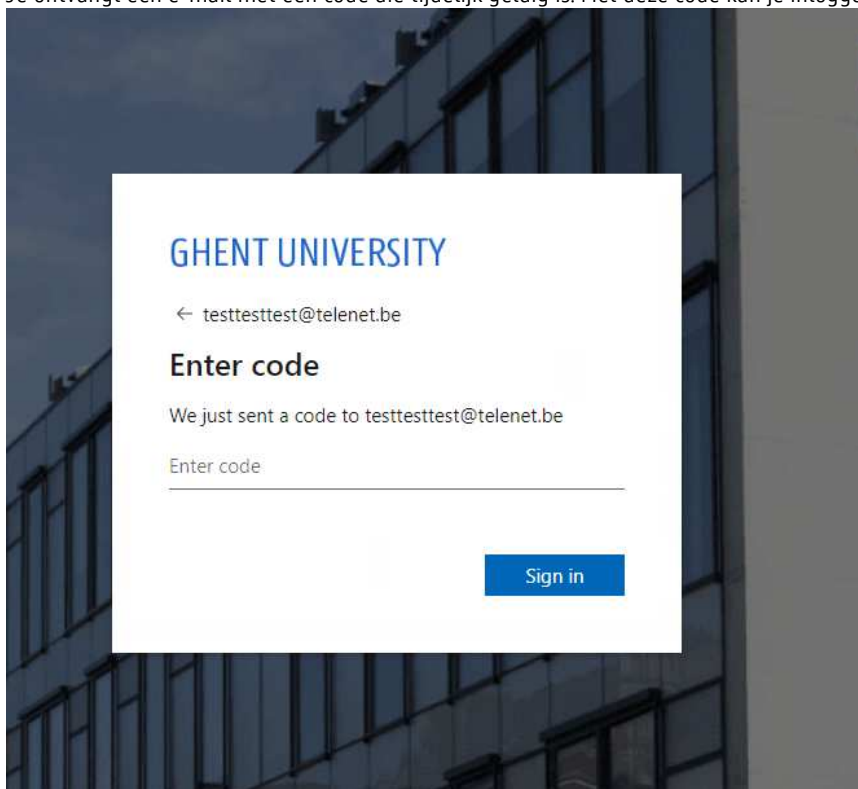 Je ontvangt een e-mail met een code die tijdelijk geldig is. Met deze code kan je inlogge
GHENT UNIVERSITY
← testtesttest@telenet.be
Enter code
We just sent a code to testtesttest@telenet.be
Enter code
Sign in